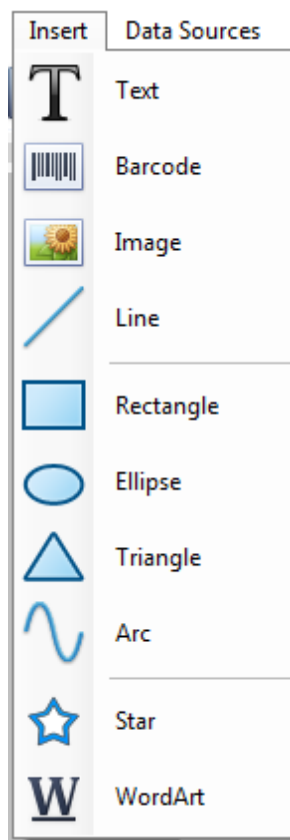 Insert Data Sources
Text
Barcode
Image
Line
Rectangle
Ellipse
Triangle
Arc
Star
WordArt